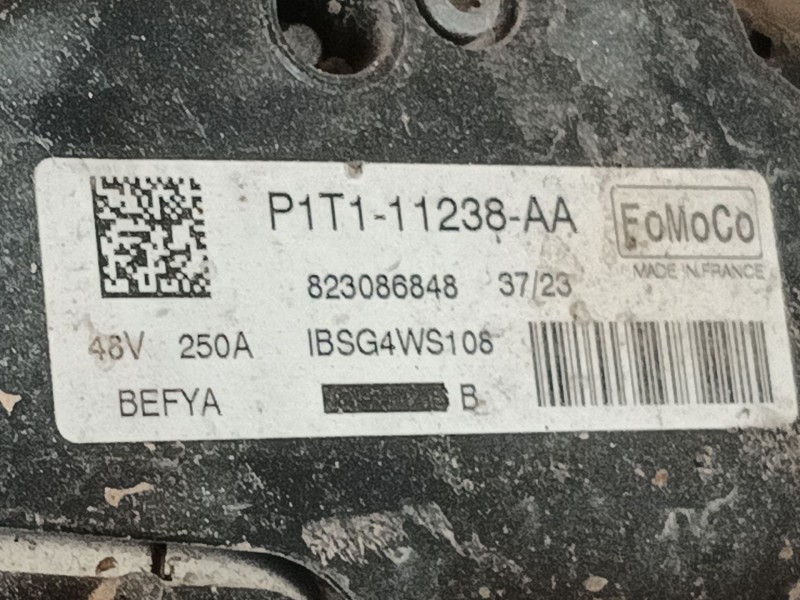 P1T1-11238-AA FoMoCo
MADE IN FRANCE
823086848 37/23
48V 250A IBSG4WS108
BEFYA B